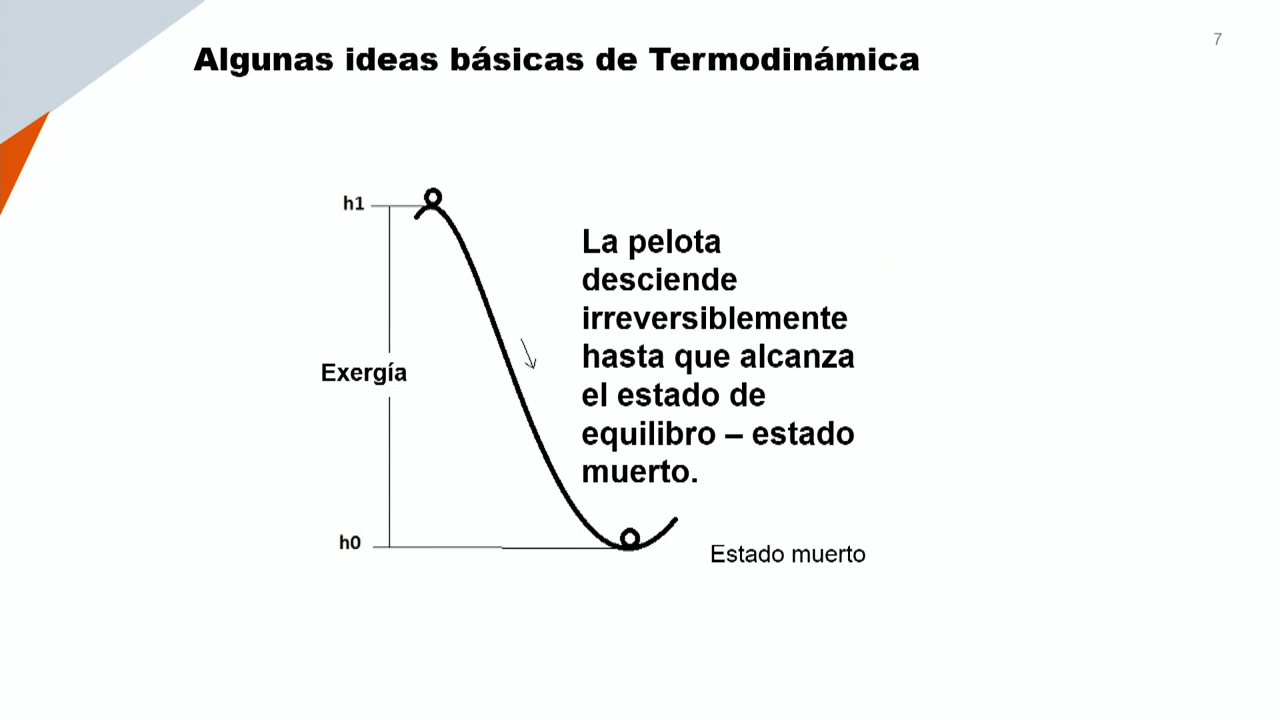 Algunas ideas básicas de Termodinámica
7
h1
La pelota
desciende
irreversiblemente
hasta que alcanza
el estado de
equilibro – estado
muerto.
Exergía
h0
Estado muerto